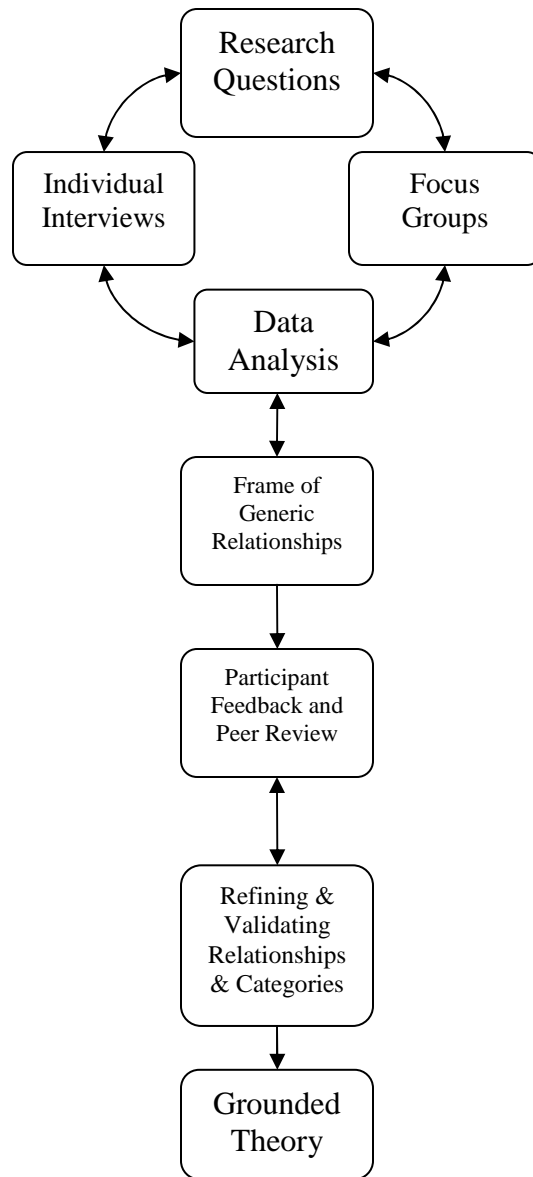 Research
Questions
Individual
Interviews
Focus
Groups
Data
Analysis
Frame of
Generic
Relationships
Participant
Feedback and
Peer Review
Refining &
Validating
Relationships
& Categories
Grounded
Theory